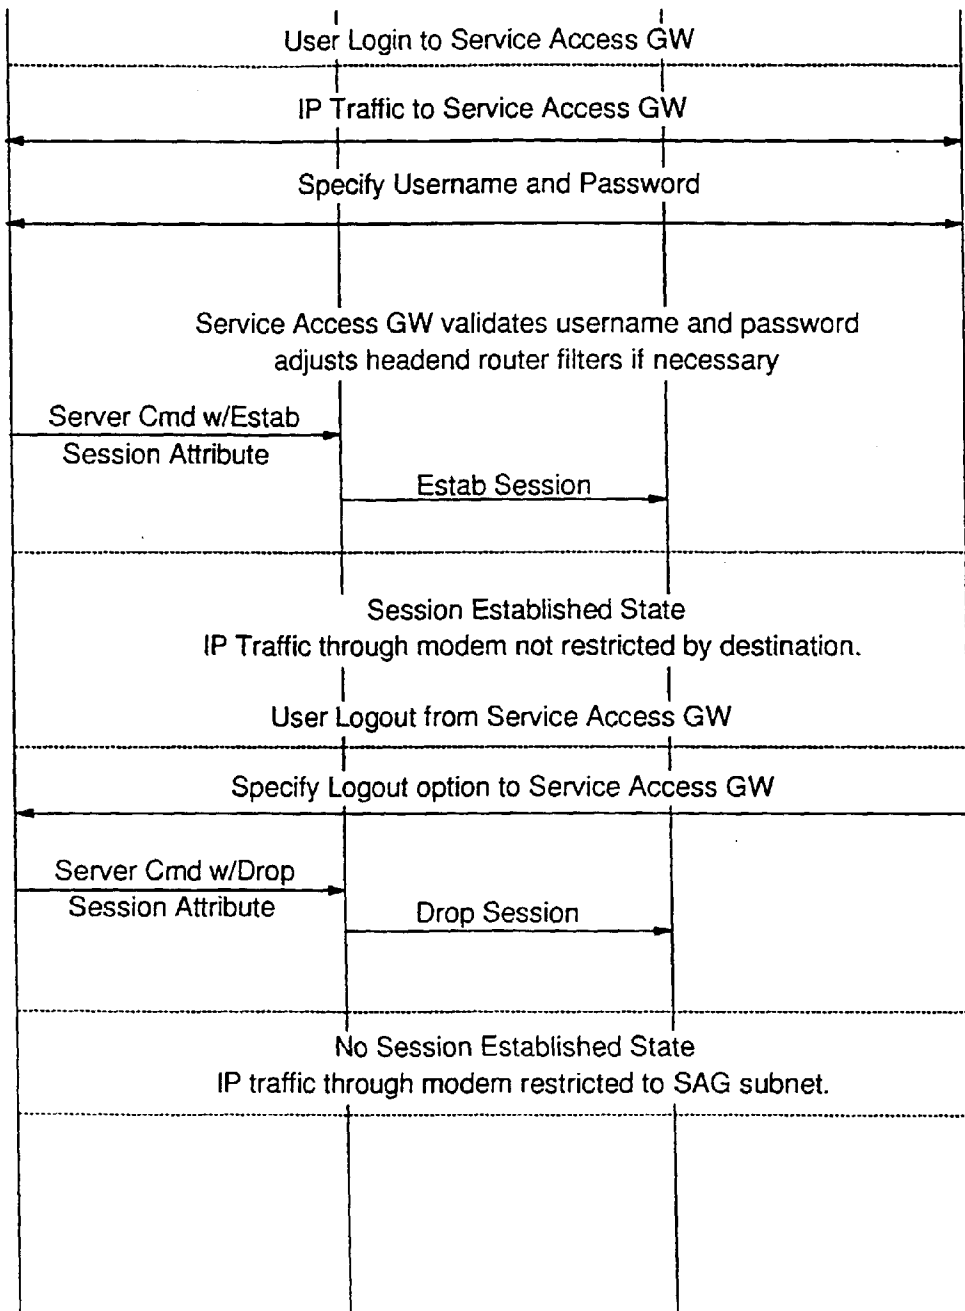 User Login to Service Access GW
IP Traffic to Service Access GW
Specify Username and Password
Service Access GW validates username and password
adjusts headend router filters if necessary
Server Cmd w/Estab
Session Attribute
Estab Session
Session Established State
IP Traffic through modem not restricted by destination.
User Logout from Service Access GW
Specify Logout option to Service Access GW
Server Cmd w/Drop
Session Attribute
Drop Session
No Session Established State
IP traffic through modem restricted to SAG subnet.